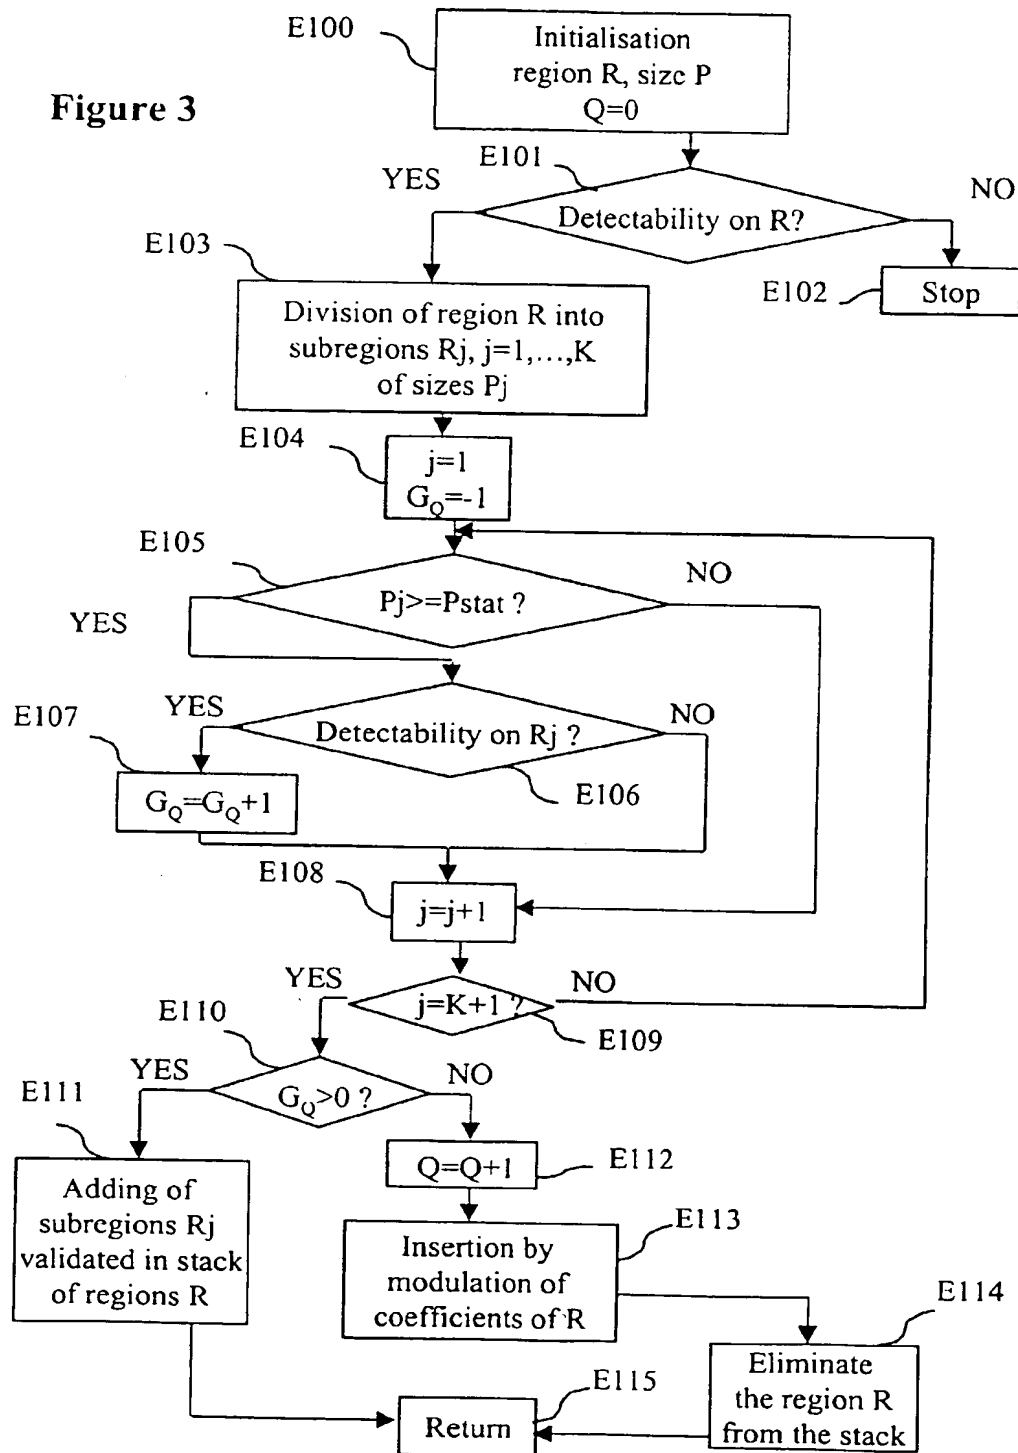 E100
Initialisation
region R, size P
Q=0
Figure 3
E101
YES
NO
Detectability on R?
E103
E102
Stop
Division of region R into
subregions Rj, j=1,...,K
of sizes Pj
E104
j=1
G_Q=-1
E105
NO
Pj>=Pstat ?
YES
E107
YES
NO
Detectability on Rj ?
E106
G_Q=G_Q+1
E108
j=j+1
YES
NO
j=K+1 ?
E109
E110
YES
NO
G_Q>0 ?
E111
Q=Q+1
E112
Adding of
subregions Rj
validated in stack
of regions R
E113
Insertion by
modulation of
coefficients of R
E114
Eliminate
the region R
from the stack
E115
Return